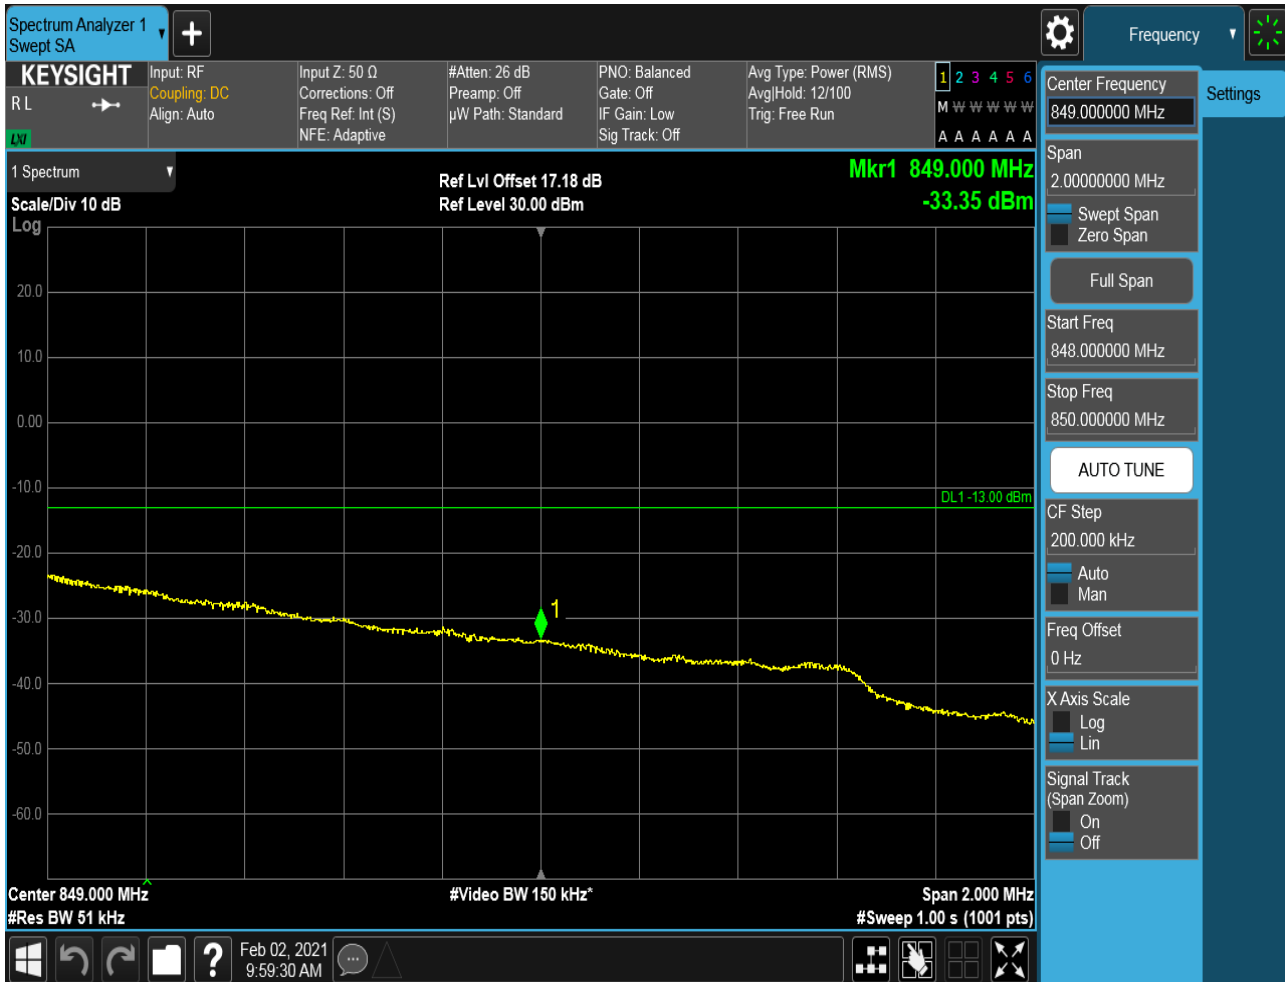 Spectrum Analyzer 1
Swept SA
Frequency
KEYSIGHT
R L
LXI
Input: RF
Coupling: DC
Align: Auto
Input Z: 50 Ω
Corrections: Off
Freq Ref: Int (S)
NFE: Adaptive
#Atten: 26 dB
Preamp: Off
µW Path: Standard
PNO: Balanced
Gate: Off
IF Gain: Low
Sig Track: Off
Avg Type: Power (RMS)
Avg|Hold: 12/100
Trig: Free Run
1 2 3 4 5 6
M W W W W W
A A A A A A
1 Spectrum
Scale/Div 10 dB
Log
Ref Lvl Offset 17.18 dB
Ref Level 30.00 dBm
Mkr1 849.000 MHz
-33.35 dBm
20.0
10.0
0.00
-10.0
DL1 -13.00 dBm
-20.0
1
-30.0
-40.0
-50.0
-60.0
Center 849.000 MHz
#Video BW 150 kHz*
Span 2.000 MHz
#Res BW 51 kHz
#Sweep 1.00 s (1001 pts)
Feb 02, 2021
9:59:30 AM
Center Frequency
849.000000 MHz
Settings
Span
2.00000000 MHz
Swept Span
Zero Span
Full Span
Start Freq
848.000000 MHz
Stop Freq
850.000000 MHz
AUTO TUNE
CF Step
200.000 kHz
Auto
Man
Freq Offset
0 Hz
X Axis Scale
Log
Lin
Signal Track
(Span Zoom)
On
Off